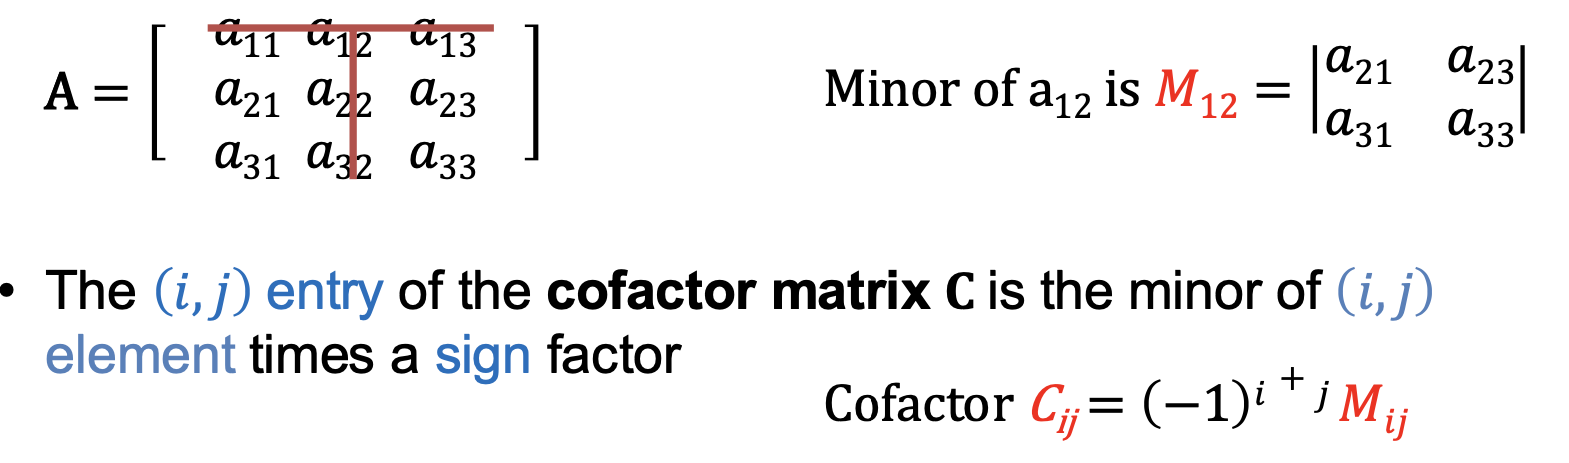 A = [ a₁₁ a₁₂ a₁₃
a₂₁ a₂₂ a₂₃
a₃₁ a₃₂ a₃₃ ]
Minor of a₁₂ is M₁₂ = |a₂₁ a₂₃|
|a₃₁ a₃₃|
• The (i, j) entry of the cofactor matrix C is the minor of (i, j)
element times a sign factor
Cofactor Cᵢⱼ = (−1)ⁱ ⁺ ʲ Mᵢⱼ